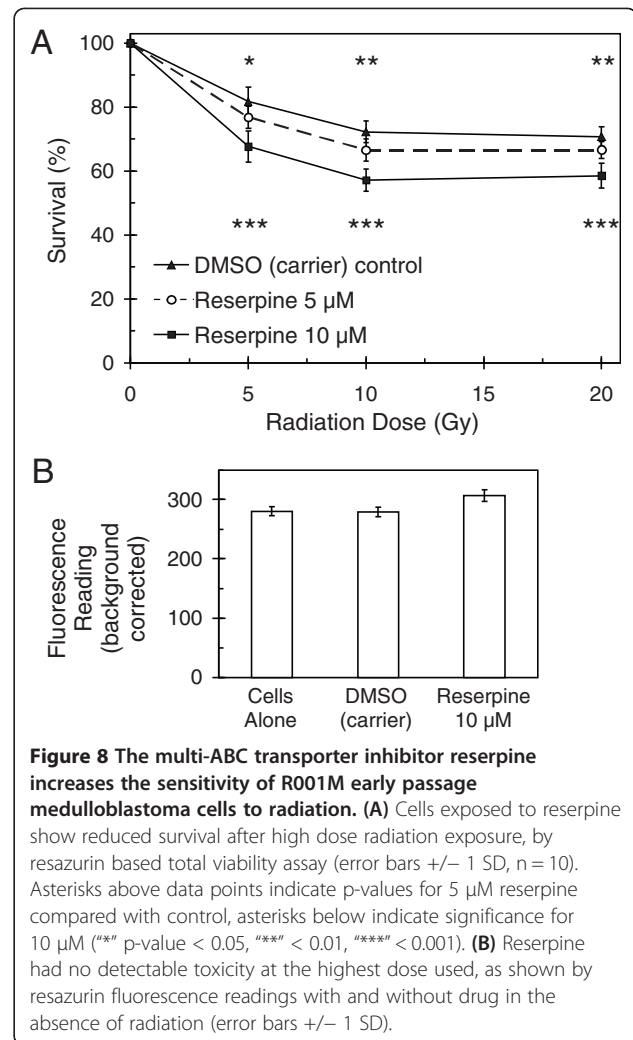 A
100
80
60
40
20
0
Survival (%)
*
**
**
***
***
***
DMSO (carrier) control
Reserpine 5 µM
Reserpine 10 µM
0
5
10
15
20
Radiation Dose (Gy)
B
Fluorescence
Reading
(background
corrected)
300
200
100
0
Cells
Alone
DMSO
(carrier)
Reserpine
10 µM
Figure 8 The multi-ABC transporter inhibitor reserpine
increases the sensitivity of R001M early passage
medulloblastoma cells to radiation. (A) Cells exposed to reserpine
show reduced survival after high dose radiation exposure, by
resazurin based total viability assay (error bars +/− 1 SD, n = 10).
Asterisks above data points indicate p-values for 5 µM reserpine
compared with control, asterisks below indicate significance for
10 µM (“*” p-value < 0.05, “**” < 0.01, “***” < 0.001). (B) Reserpine
had no detectable toxicity at the highest dose used, as shown by
resazurin fluorescence readings with and without drug in the
absence of radiation (error bars +/− 1 SD).